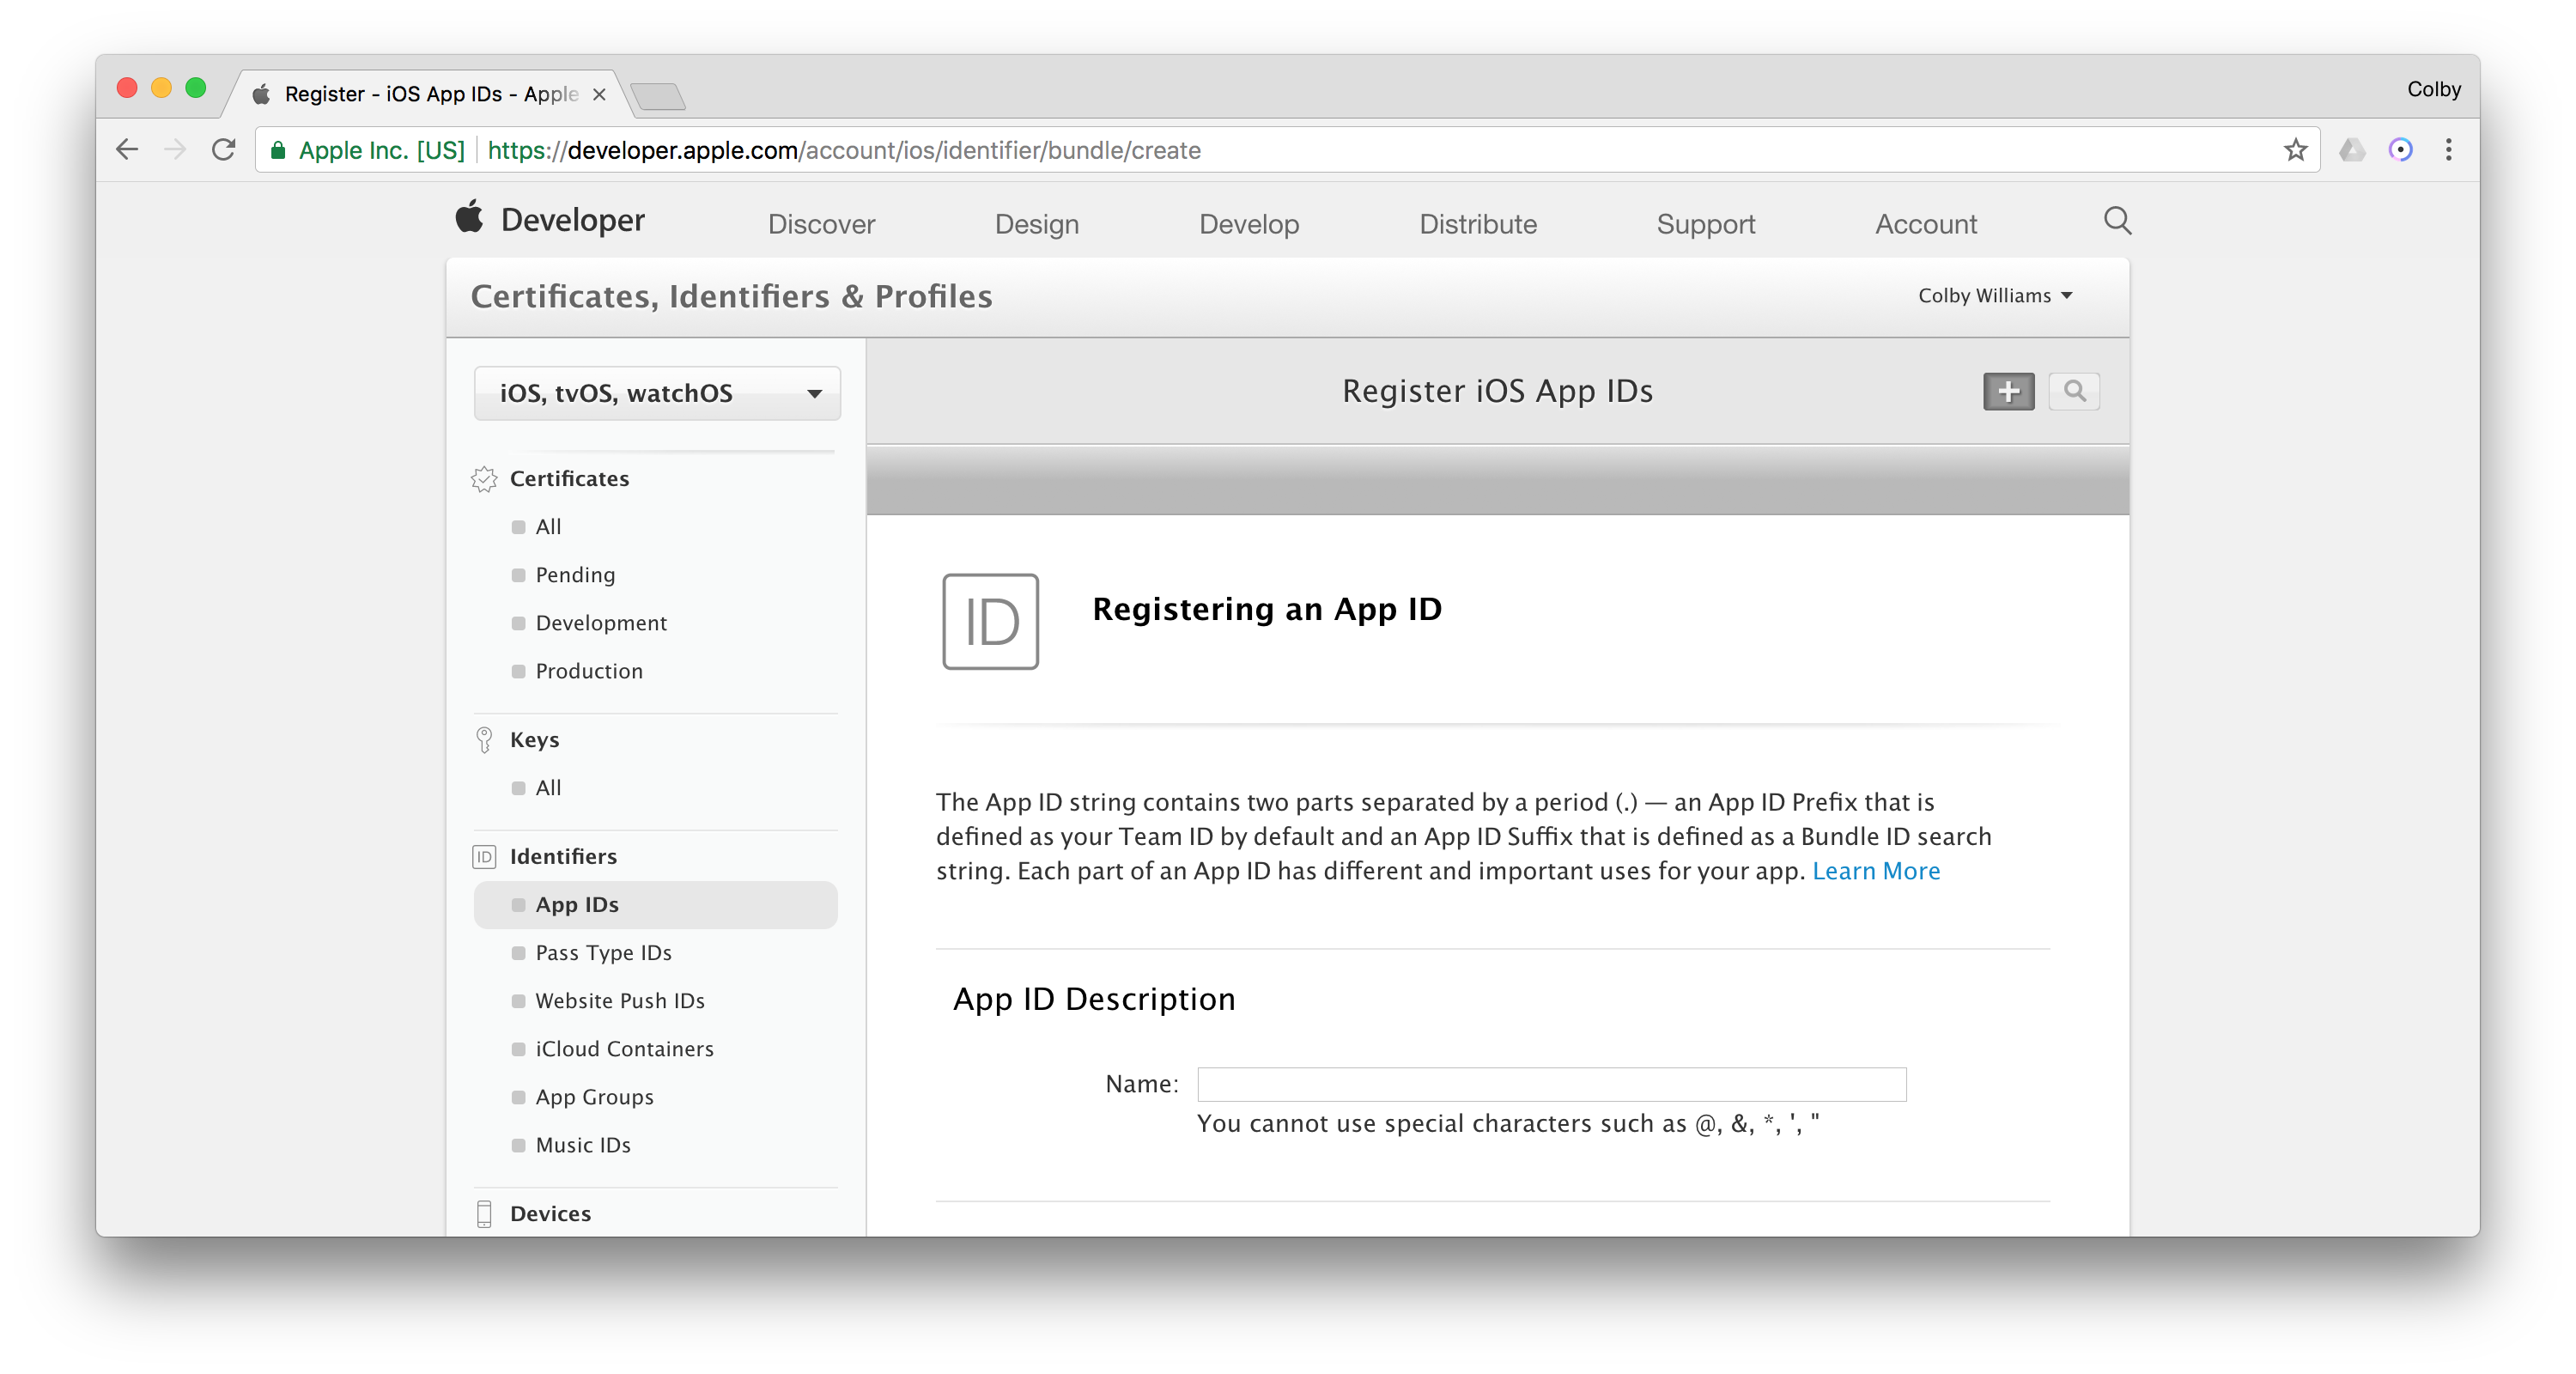 Register - iOS App IDs - Apple
Colby
Apple Inc. [US] https://developer.apple.com/account/ios/identifier/bundle/create
Developer Discover Design Develop Distribute Support Account
Certificates, Identifiers & Profiles
Colby Williams
iOS, tvOS, watchOS
Certificates
All
Pending
Development
Production
Keys
All
ID Identifiers
App IDs
Pass Type IDs
Website Push IDs
iCloud Containers
App Groups
Music IDs
Devices
Register iOS App IDs
ID
Registering an App ID
The App ID string contains two parts separated by a period (.) — an App ID Prefix that is
defined as your Team ID by default and an App ID Suffix that is defined as a Bundle ID search
string. Each part of an App ID has different and important uses for your app. Learn More
App ID Description
Name:
You cannot use special characters such as @, &, *, ', "